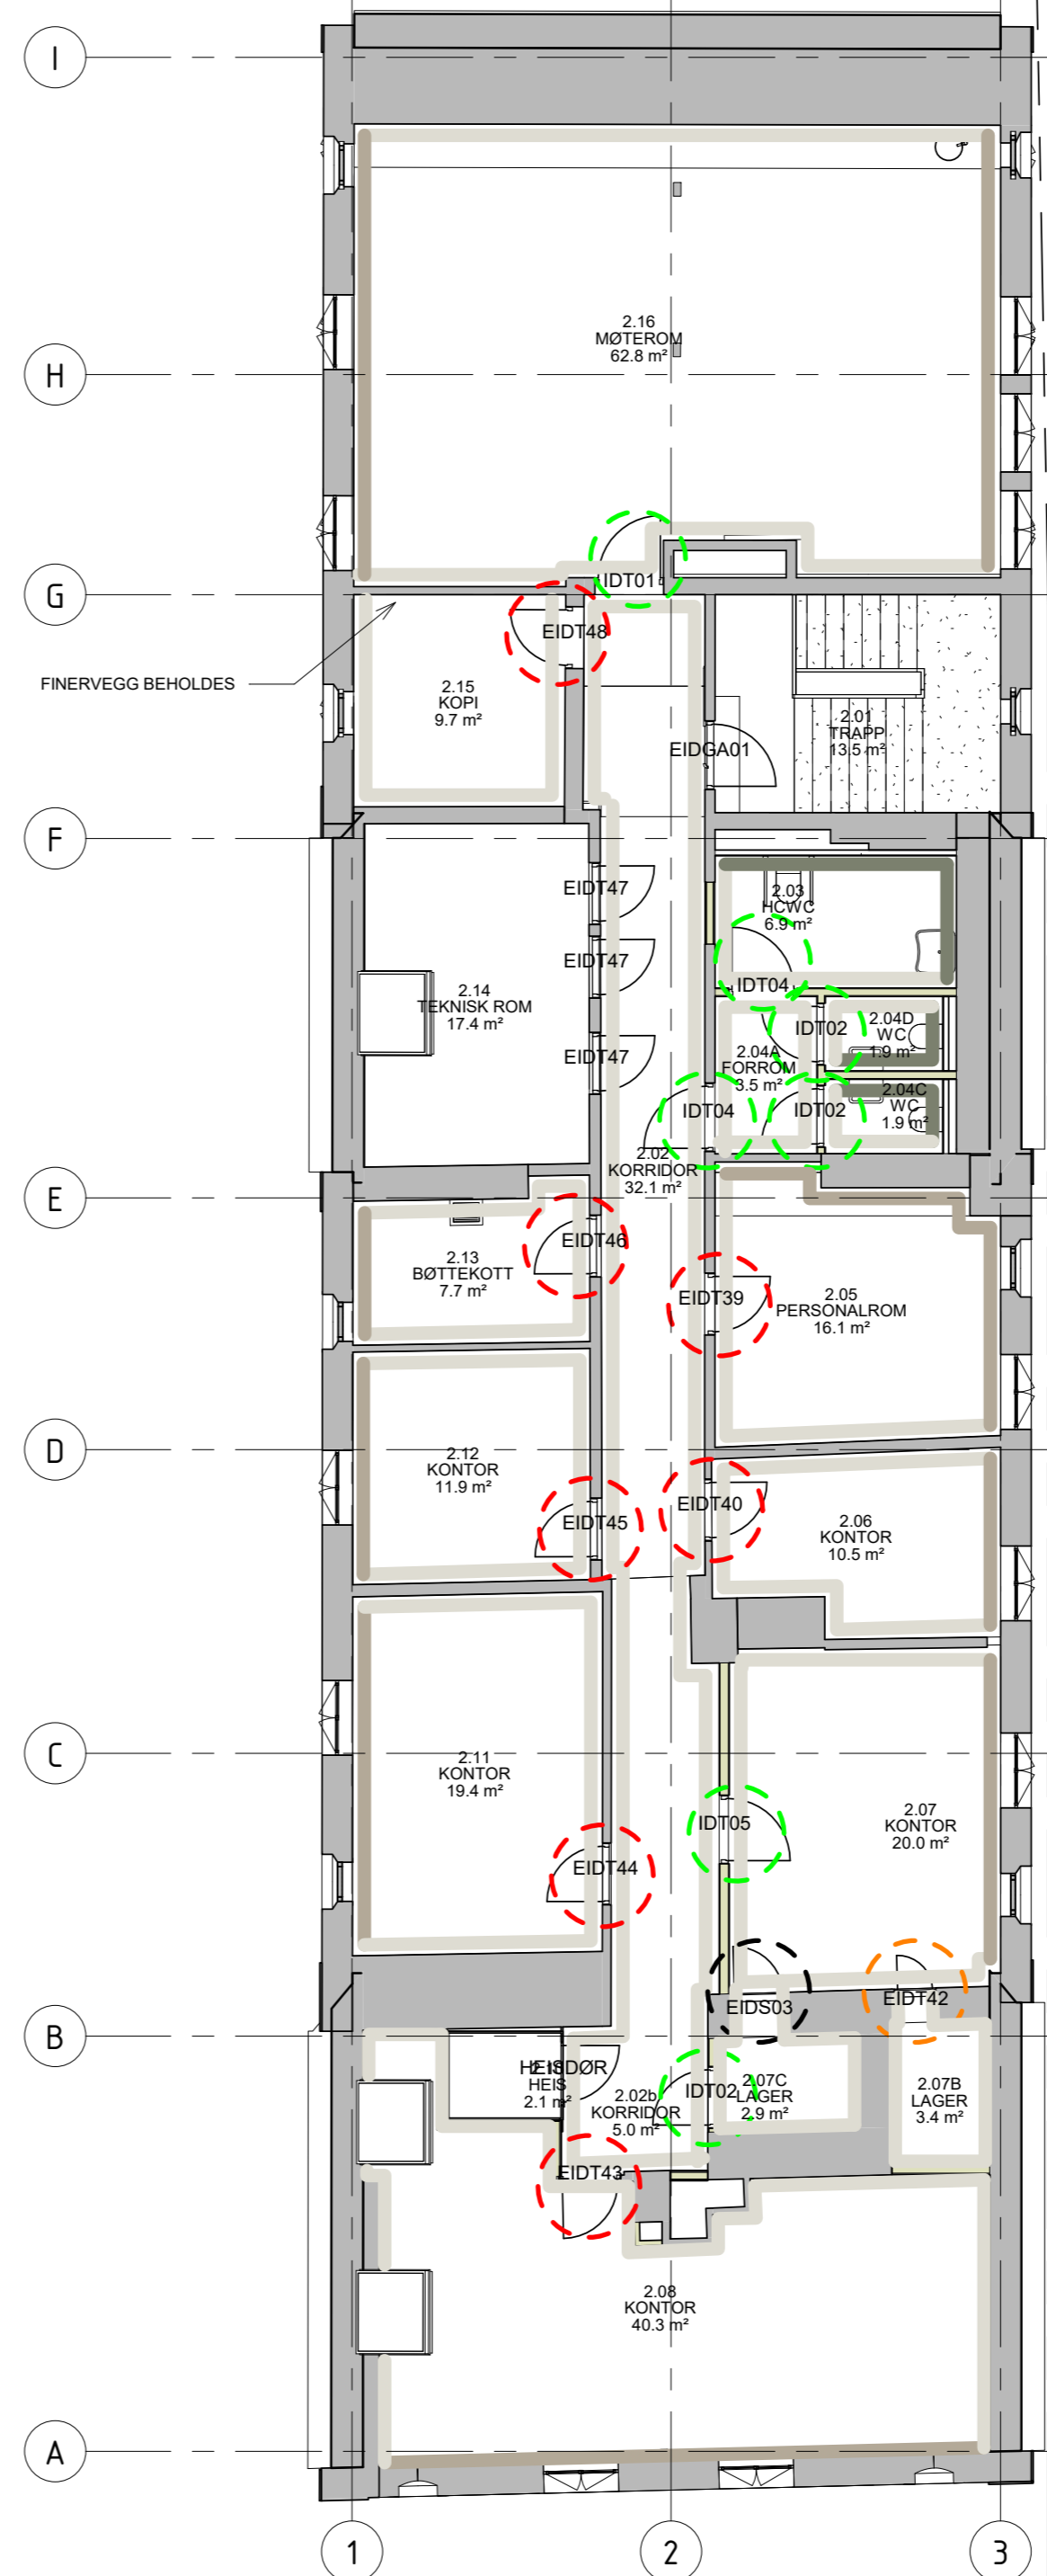 I
H
2.16
MØTEROM
62.8 m²
G
IDT01
EIDT48
FINERVEGG BEHOLDES
2.15
KOPI
9.7 m²
2.01
TRAPP
13.5 m²
EIDGA01
F
EIDT47
2.03
HCWC
6.9 m²
EIDT47
IDT04
2.14
TEKNISK ROM
17.4 m²
IDT02
2.04D
WC
1.9 m²
EIDT47
2.04A
FORROM
3.5 m²
IDT04
IDT02
2.04C
WC
1.9 m²
2.02
KORRIDOR
32.1 m²
E
EIDT46
2.13
BØTTEKOTT
7.7 m²
EIDT39
2.05
PERSONALROM
16.1 m²
D
2.12
KONTOR
11.9 m²
EIDT45
EIDT40
2.06
KONTOR
10.5 m²
C
2.11
KONTOR
19.4 m²
IDT05
2.07
KONTOR
20.0 m²
EIDT44
EIDS03
EIDT42
B
HEISDØR
HEIS
2.1 m²
2.02b
KORRIDOR
5.0 m²
IDT02
2.07C
LAGER
2.9 m²
2.07B
LAGER
3.4 m²
EIDT43
2.08
KONTOR
40.3 m²
A
1
2
3